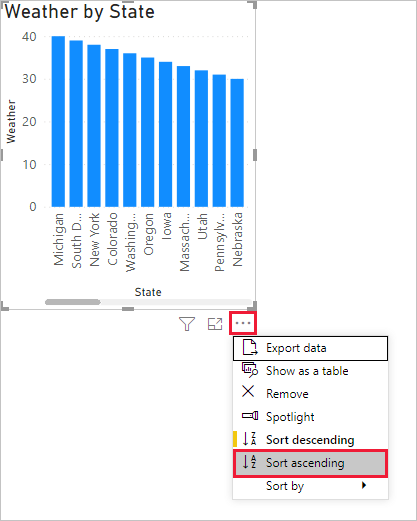 Weather by State
40
30
20
10
0
Weather
Michigan
South D...
New York
Colorado
Washing...
Oregon
Iowa
Massach...
Utah
Pennsylv...
Nebraska
State
Export data
Show as a table
Remove
Spotlight
Sort descending
Sort ascending
Sort by